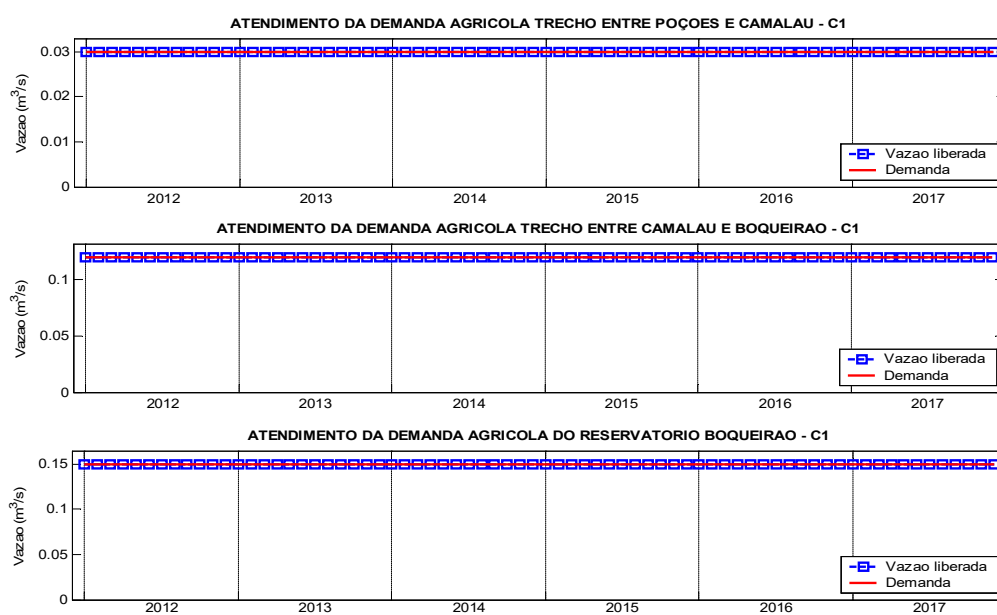 ATENDIMENTO DA DEMANDA AGRICOLA TRECHO ENTRE POÇOES E CAMALAU - C1
0.03
0.02
0.01
0
Vazao (m³/s)
Vazao liberada
Demanda
2012 2013 2014 2015 2016 2017
ATENDIMENTO DA DEMANDA AGRICOLA TRECHO ENTRE CAMALAU E BOQUEIRAO - C1
0.1
0.05
0
Vazao (m³/s)
Vazao liberada
Demanda
2012 2013 2014 2015 2016 2017
ATENDIMENTO DA DEMANDA AGRICOLA DO RESERVATORIO BOQUEIRAO - C1
0.15
0.1
0.05
0
Vazao (m³/s)
Vazao liberada
Demanda
2012 2013 2014 2015 2016 2017